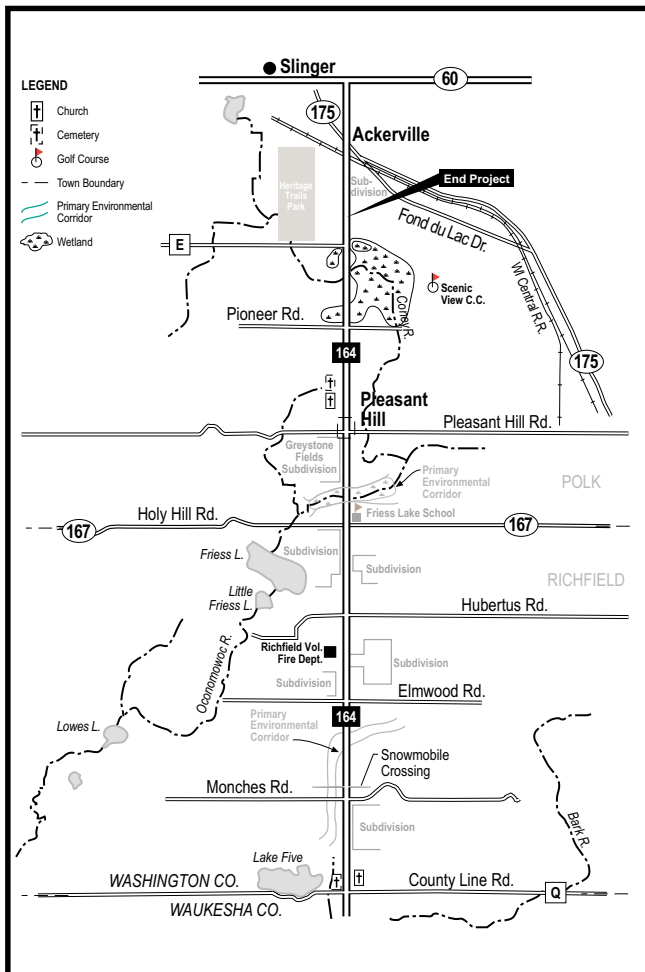 Slinger
60
LEGEND
Church
Cemetery
Golf Course
Town Boundary
Primary Environmental
Corridor
Wetland
175
Ackerville
Heritage
Trails
Park
Sub-
division
End Project
Fond du Lac Dr.
E
WI Central R.R.
Scenic
View C.C.
Coney R.
Pioneer Rd.
164
175
Pleasant
Hill
Pleasant Hill Rd.
Greystone
Fields
Subdivision
Primary
Environmental
Corridor
POLK
Friess Lake School
Holy Hill Rd.
167
167
Friess L.
Subdivision
Subdivision
RICHFIELD
Little
Friess L.
Hubertus Rd.
Oconomowoc R.
Richfield Vol.
Fire Dept.
Subdivision
Subdivision
Elmwood Rd.
164
Primary
Environmental
Corridor
Lowes L.
Snowmobile
Crossing
Monches Rd.
Subdivision
Bark R.
Lake Five
WASHINGTON CO.
County Line Rd.
Q
WAUKESHA CO.